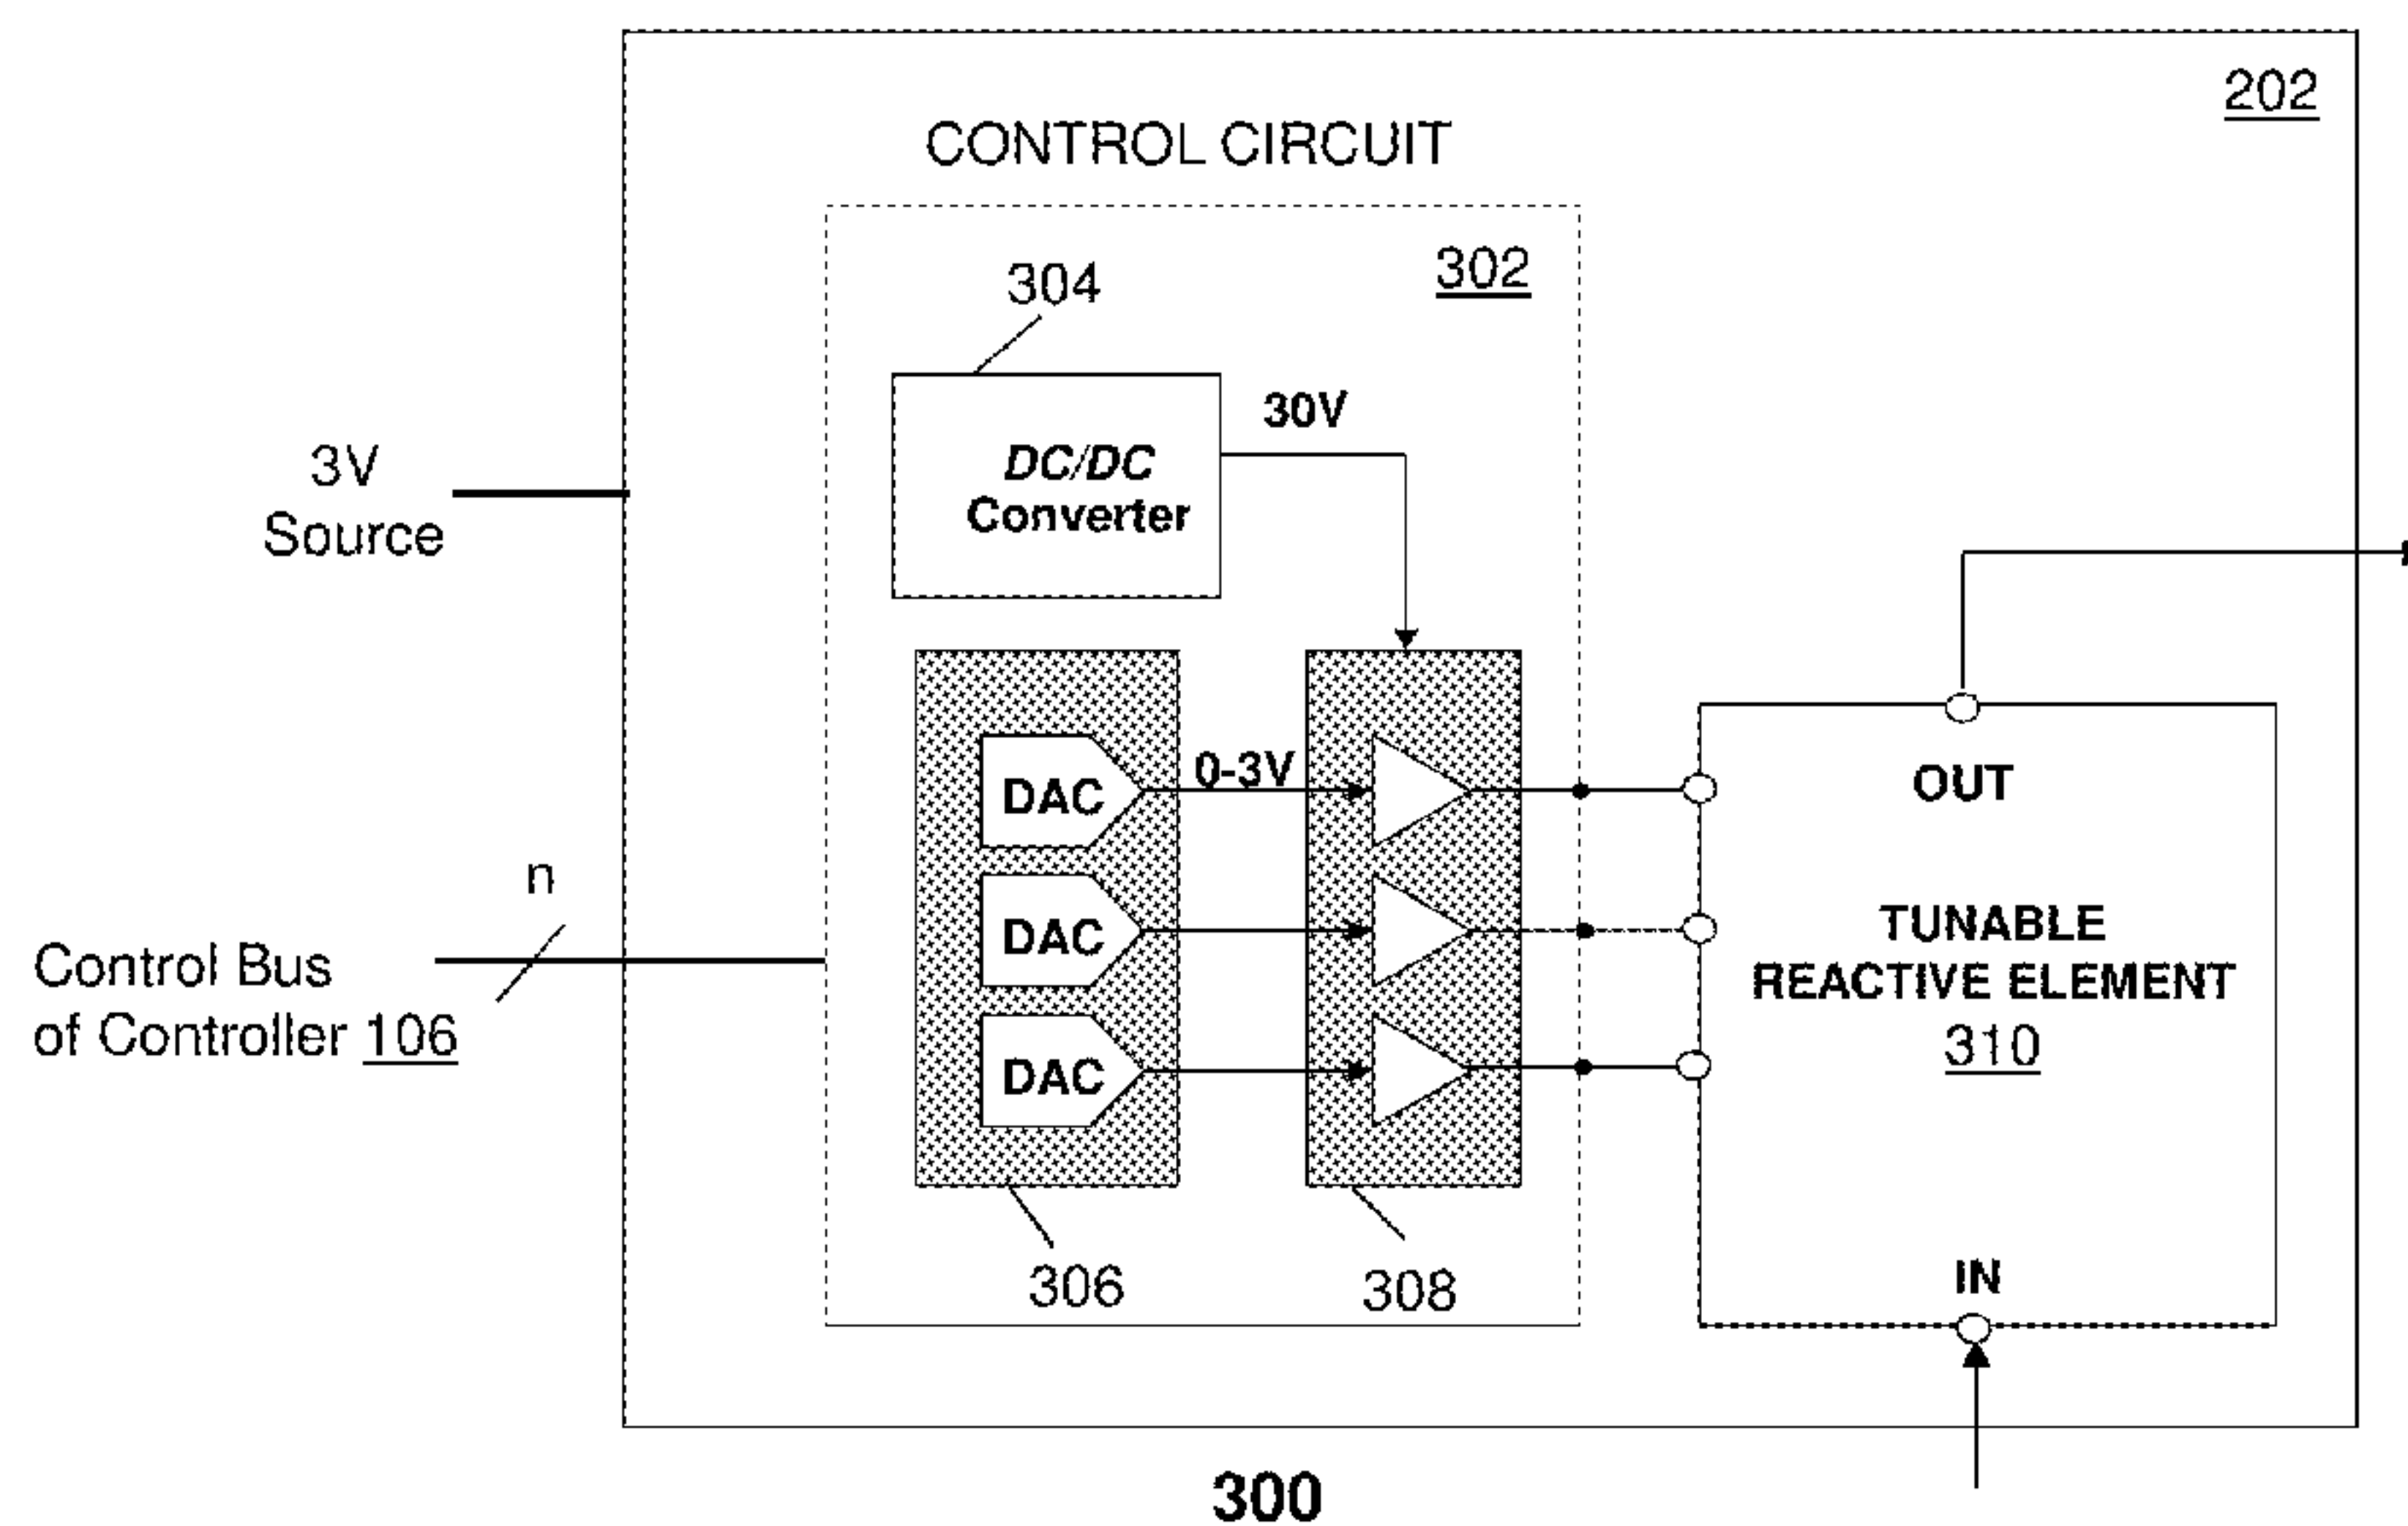 202
CONTROL CIRCUIT
302
304
30V
DC/DC
Converter
3V
Source
0-3V
DAC
DAC
DAC
OUT
TUNABLE
REACTIVE ELEMENT
310
IN
n
Control Bus
of Controller 106
306
308
300